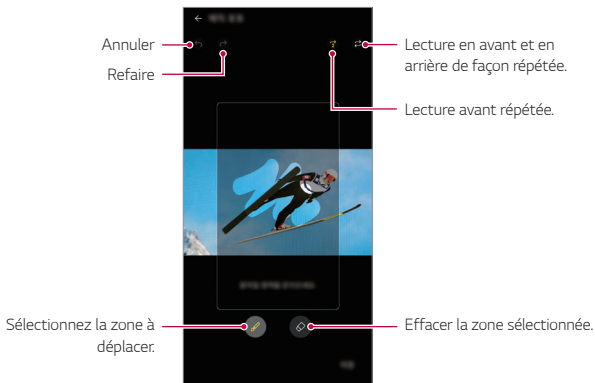 Annuler
Refaire
Lecture en avant et en
arrière de façon répétée.
Lecture avant répétée.
Sélectionnez la zone à
déplacer.
Effacer la zone sélectionnée.